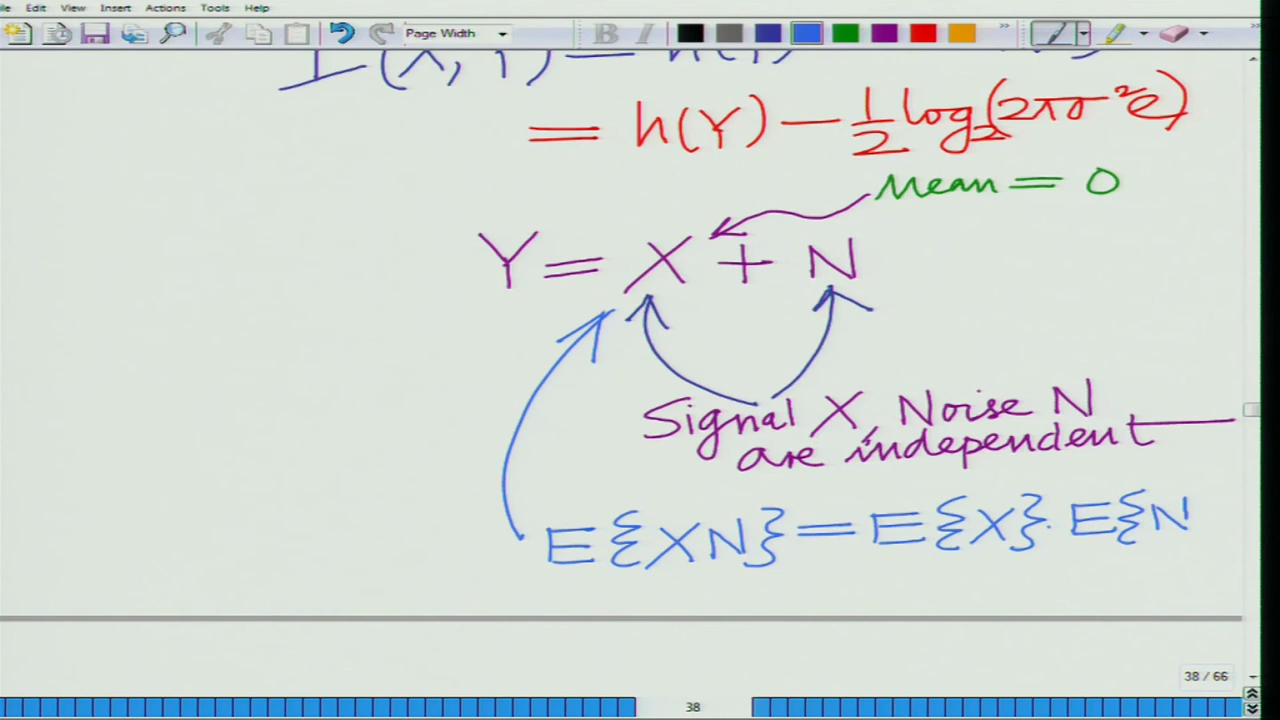 File Edit View Insert Actions Tools Help
Page Width B I
= h(Y) − 1/2 log₂(2πσ²e)
Mean = 0
Y = X + N
Signal X, Noise N
are independent
E{XN} = E{X}. E{N
38 / 66
38